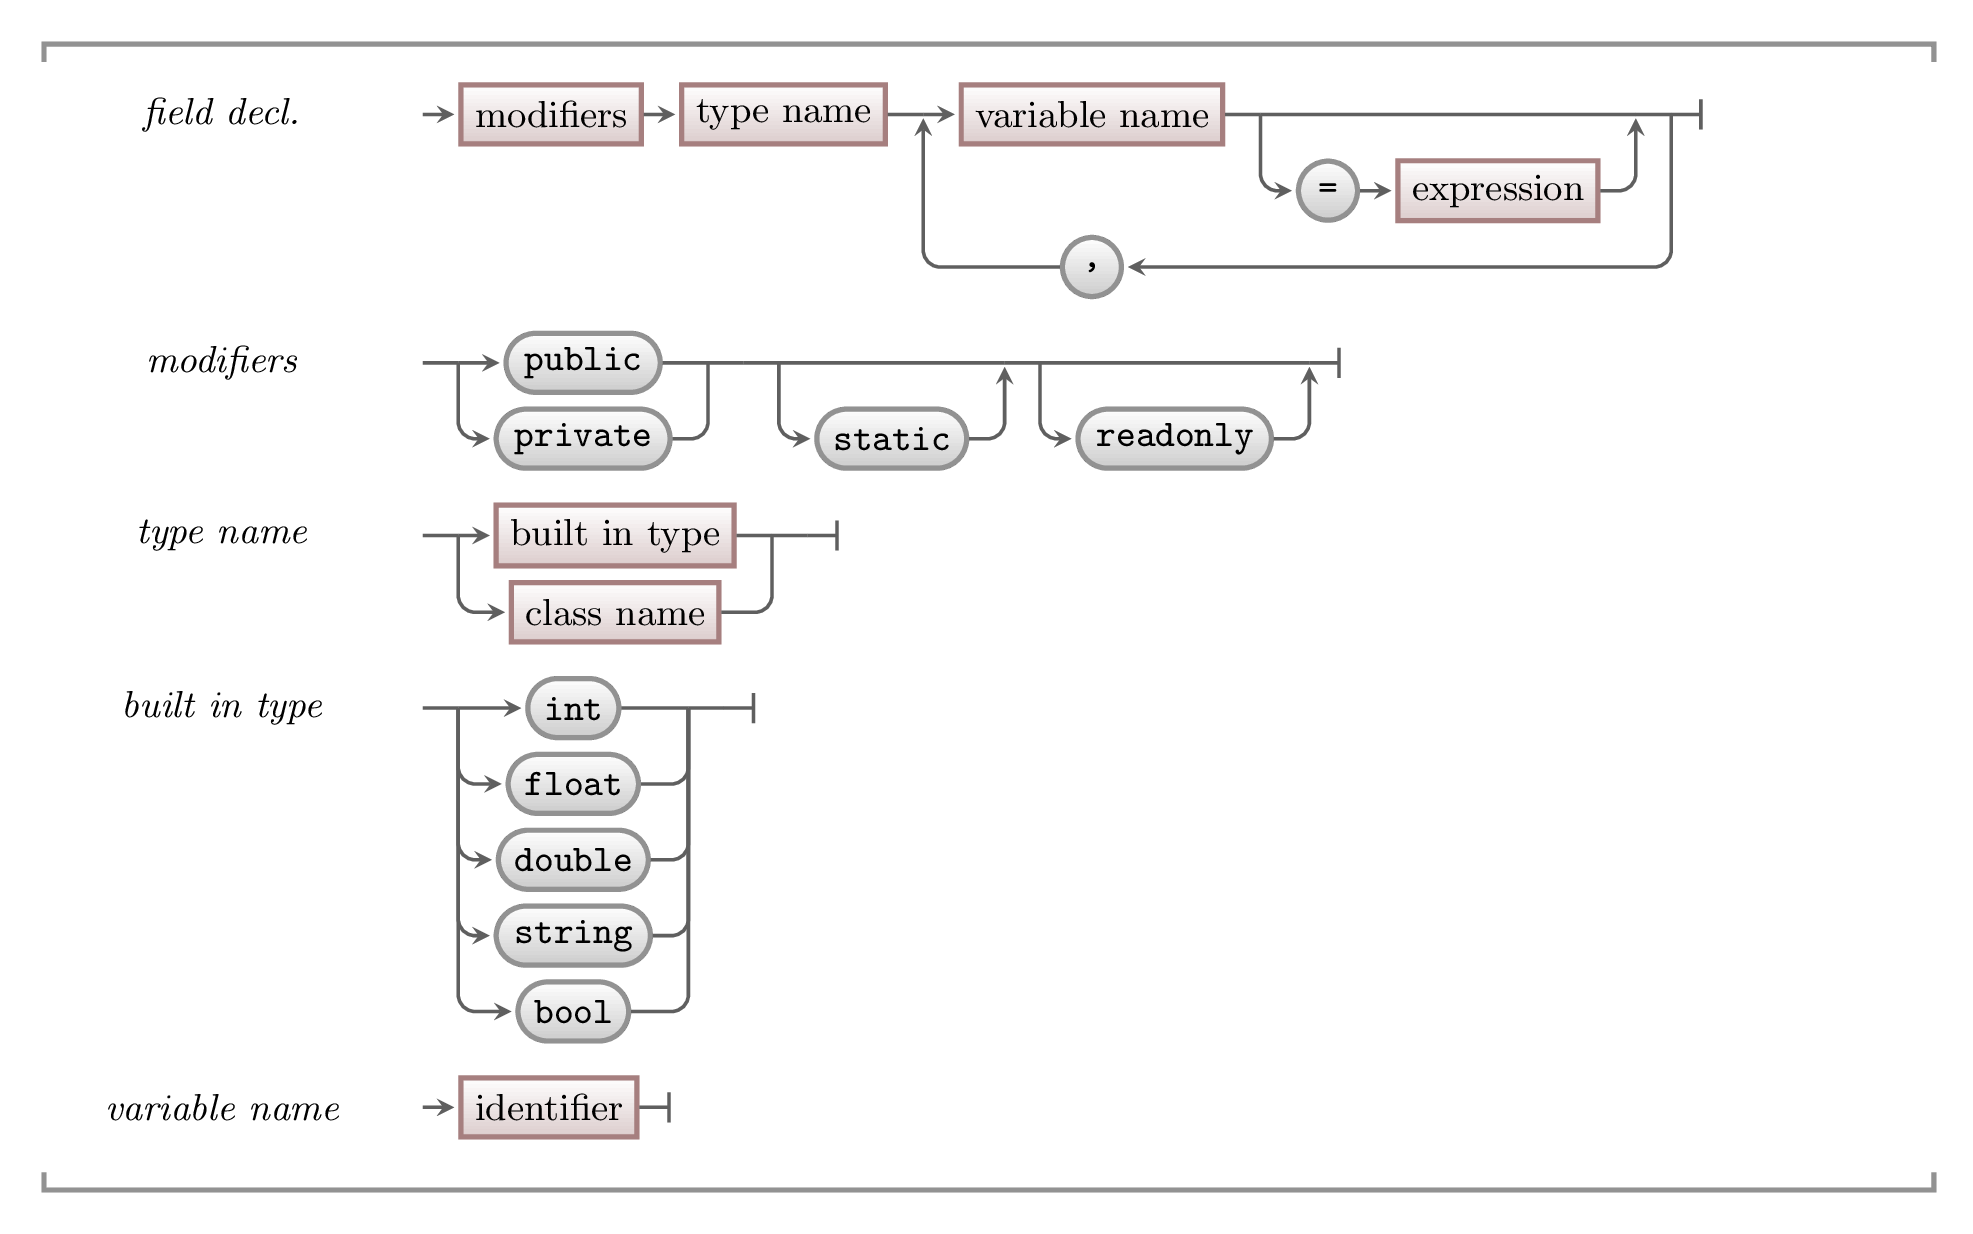 field decl. modifiers type name variable name
= expression
,
modifiers public
private static readonly
type name built in type
class name
built in type int
float
double
string
bool
variable name identifier